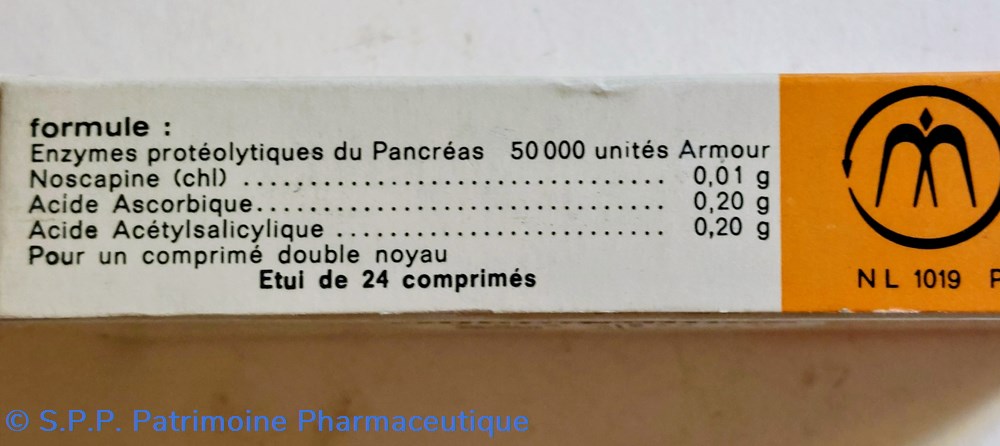 formule :
Enzymes protéolytiques du Pancréas 50 000 unités Armour
Noscapine (chl) ................................ 0,01 g
Acide Ascorbique................................ 0,20 g
Acide Acétylsalicylique ......................... 0,20 g
Pour un comprimé double noyau
Etui de 24 comprimés
NL 1019 P
© S.P.P. Patrimoine Pharmaceutique